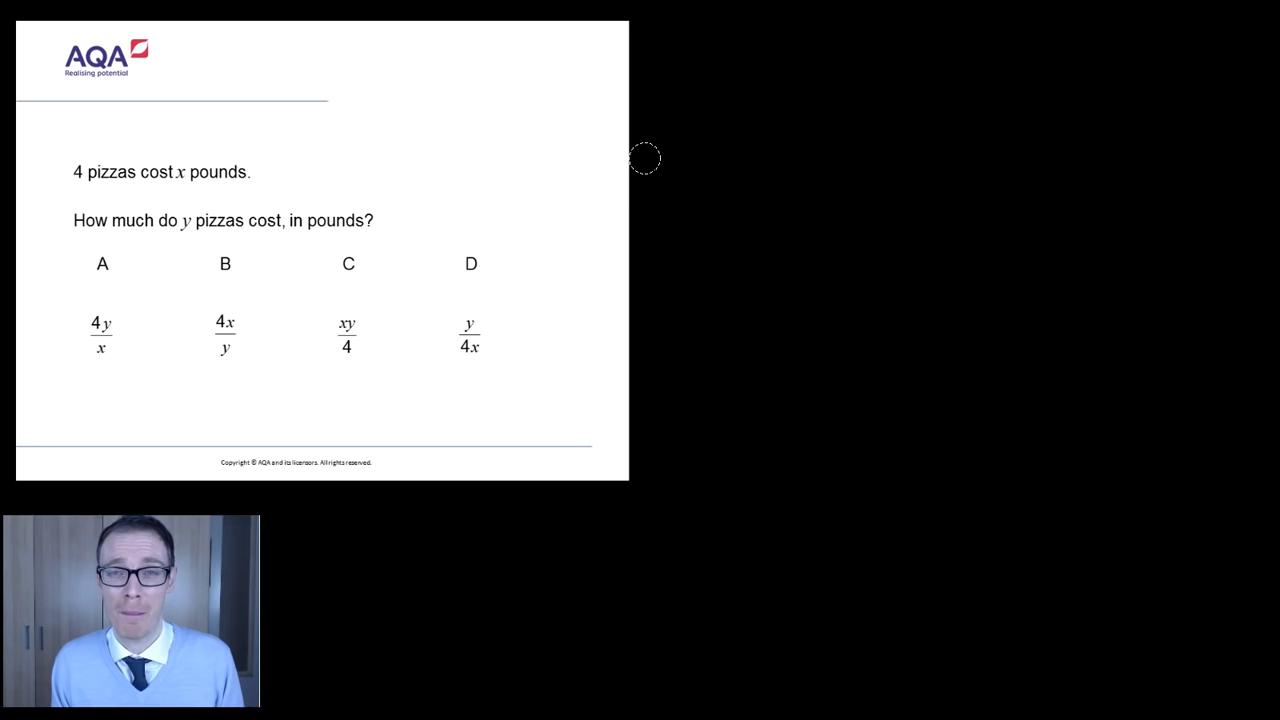 AQA
Realising potential
4 pizzas cost x pounds.
How much do y pizzas cost, in pounds?
A B C D
4y/x 4x/y xy/4 y/4x
Copyright © AQA and its licensors. All rights reserved.